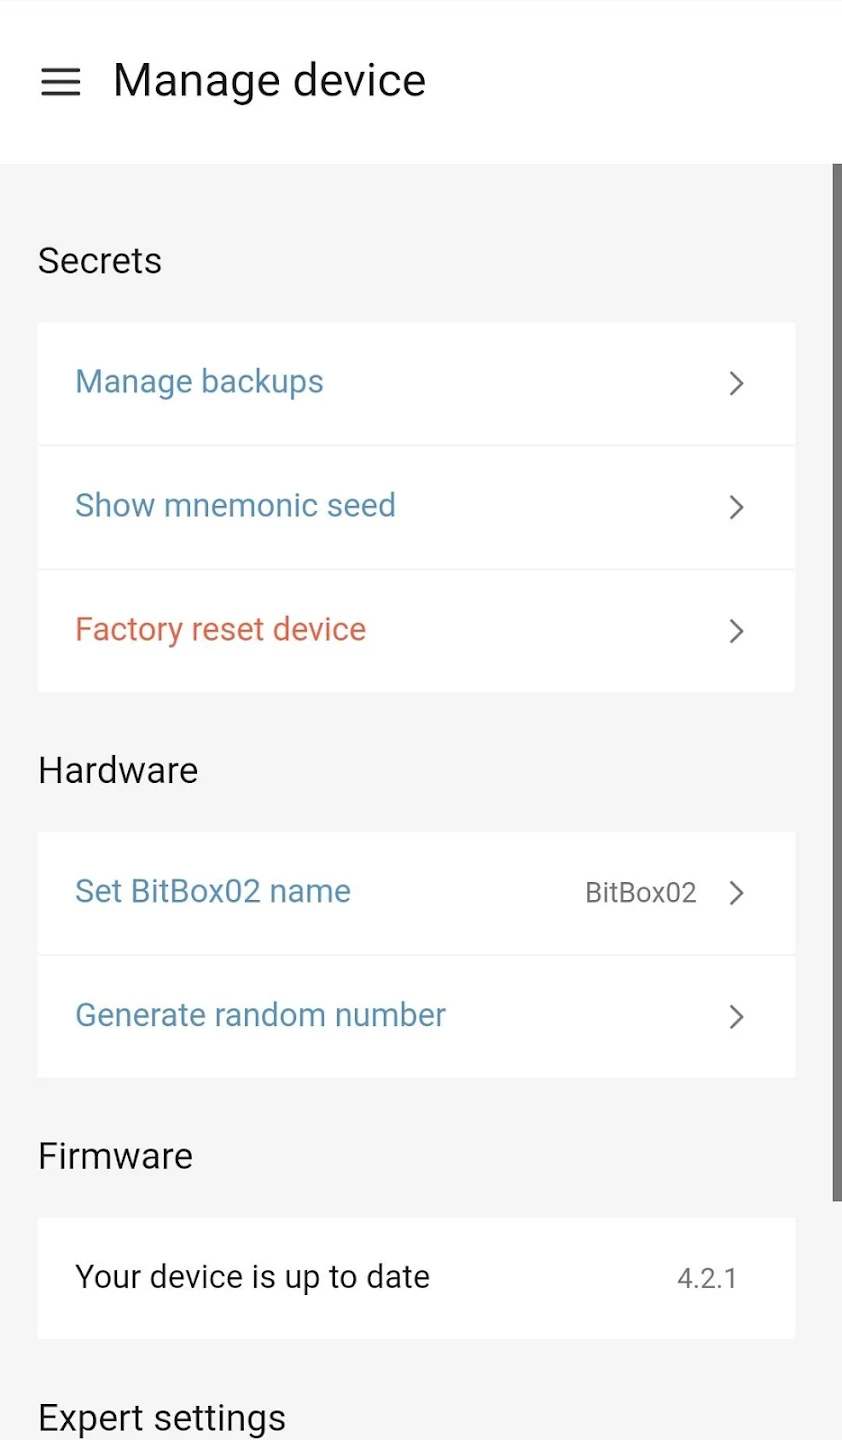 Manage device
Secrets
Manage backups
Show mnemonic seed
Factory reset device
Hardware
Set BitBox02 name BitBox02
Generate random number
Firmware
Your device is up to date 4.2.1
Expert settings